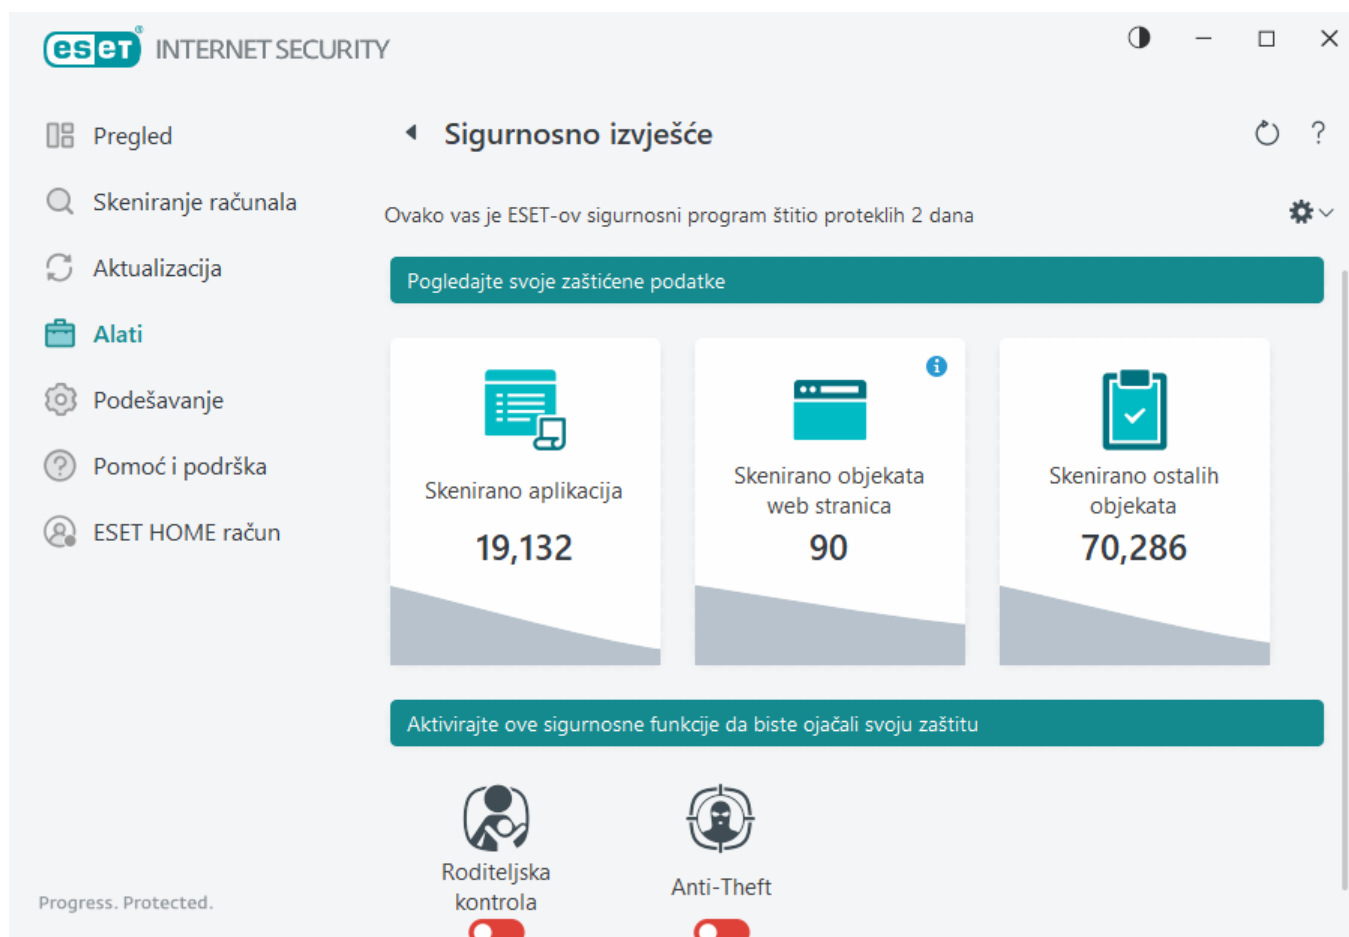 eset® INTERNET SECURITY
Pregled
Skeniranje računala
Aktualizacija
Alati
Podešavanje
Pomoć i podrška
ESET HOME račun
Progress. Protected.
Sigurnosno izvješće
?
Ovako vas je ESET-ov sigurnosni program štitio proteklih 2 dana
Pogledajte svoje zaštićene podatke
Skenirano aplikacija
19,132
Skenirano objekata
web stranica
90
Skenirano ostalih
objekata
70,286
Aktivirajte ove sigurnosne funkcije da biste ojačali svoju zaštitu
Roditeljska
kontrola
Anti-Theft